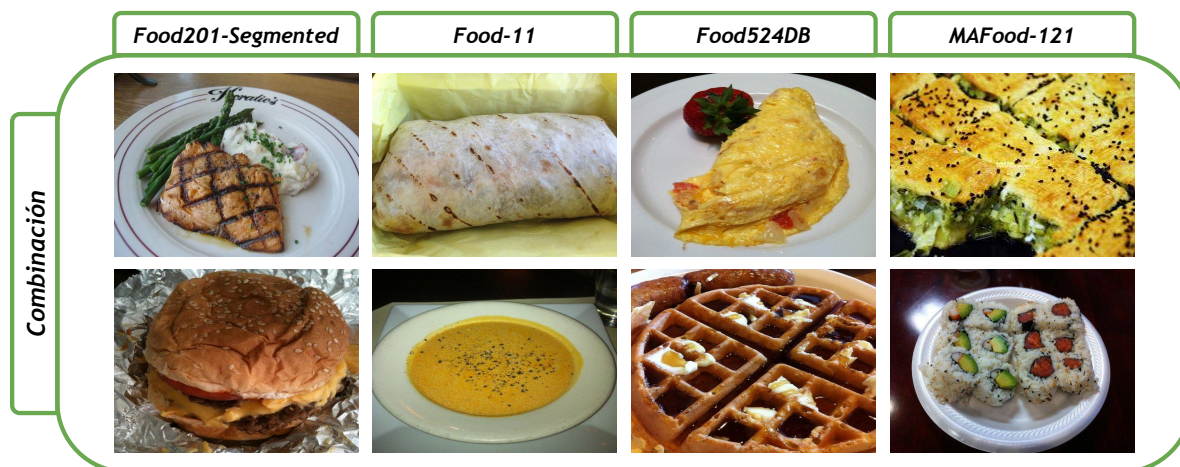 Food201-Segmented
Food-11
Food524DB
MAFood-121
Combinación
Horatio's